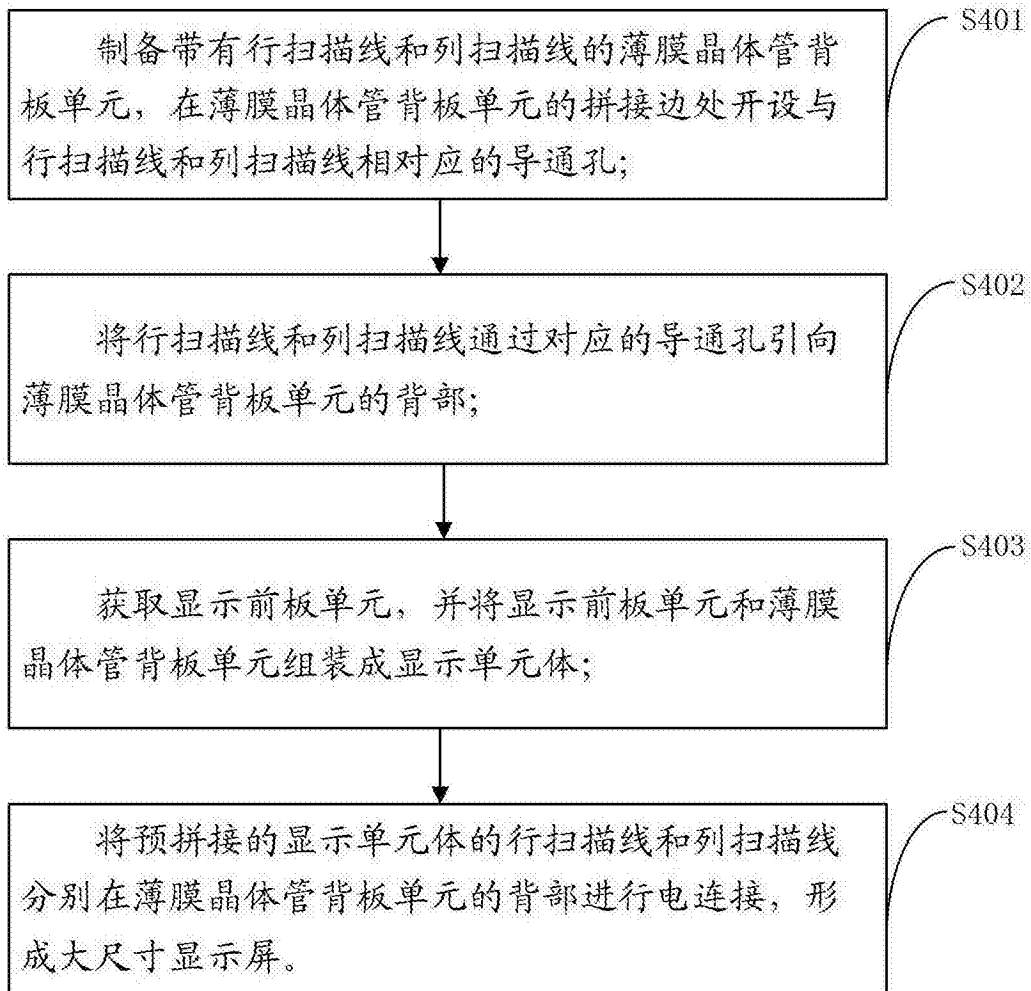 S401
制备带有行扫描线和列扫描线的薄膜晶体管背
板单元，在薄膜晶体管背板单元的拼接边处开设与
行扫描线和列扫描线相对应的导通孔；
S402
将行扫描线和列扫描线通过对应的导通孔引向
薄膜晶体管背板单元的背部；
S403
获取显示前板单元，并将显示前板单元和薄膜
晶体管背板单元组装成显示单元体；
S404
将预拼接的显示单元体的行扫描线和列扫描线
分别在薄膜晶体管背板单元的背部进行电连接，形
成大尺寸显示屏。